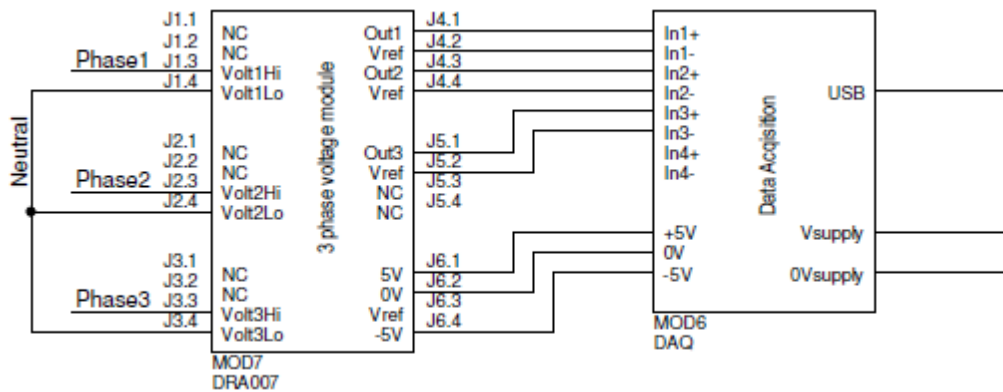 J1.1
J1.2
Phase1
J1.3
J1.4
Neutral
J2.1
J2.2
Phase2
J2.3
J2.4
J3.1
J3.2
Phase3
J3.3
J3.4
NC
NC
Volt1Hi
Volt1Lo
NC
NC
Volt2Hi
Volt2Lo
NC
NC
Volt3Hi
Volt3Lo
3 phase voltage module
Out1
Vref
Out2
Vref
Out3
Vref
NC
NC
5V
0V
Vref
-5V
MOD7
DRA007
J4.1
J4.2
J4.3
J4.4
J5.1
J5.2
J5.3
J5.4
J6.1
J6.2
J6.3
J6.4
In1+
In1-
In2+
In2-
In3+
In3-
In4+
In4-
+5V
0V
-5V
Data Acqisition
USB
Vsupply
0Vsupply
MOD6
DAQ